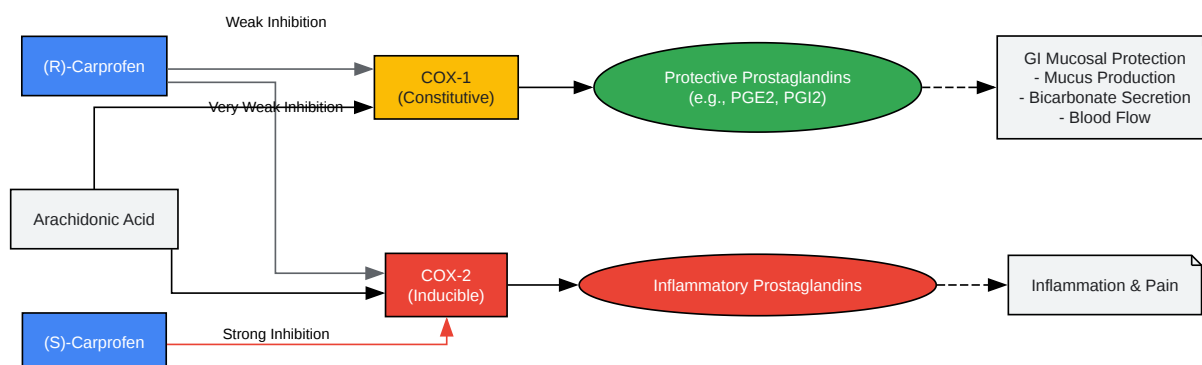 Weak Inhibition
(R)-Carprofen
COX-1
(Constitutive)
Protective Prostaglandins
(e.g., PGE2, PGI2)
GI Mucosal Protection
- Mucus Production
- Bicarbonate Secretion
- Blood Flow
Very Weak Inhibition
Arachidonic Acid
COX-2
(Inducible)
Inflammatory Prostaglandins
Inflammation & Pain
(S)-Carprofen
Strong Inhibition